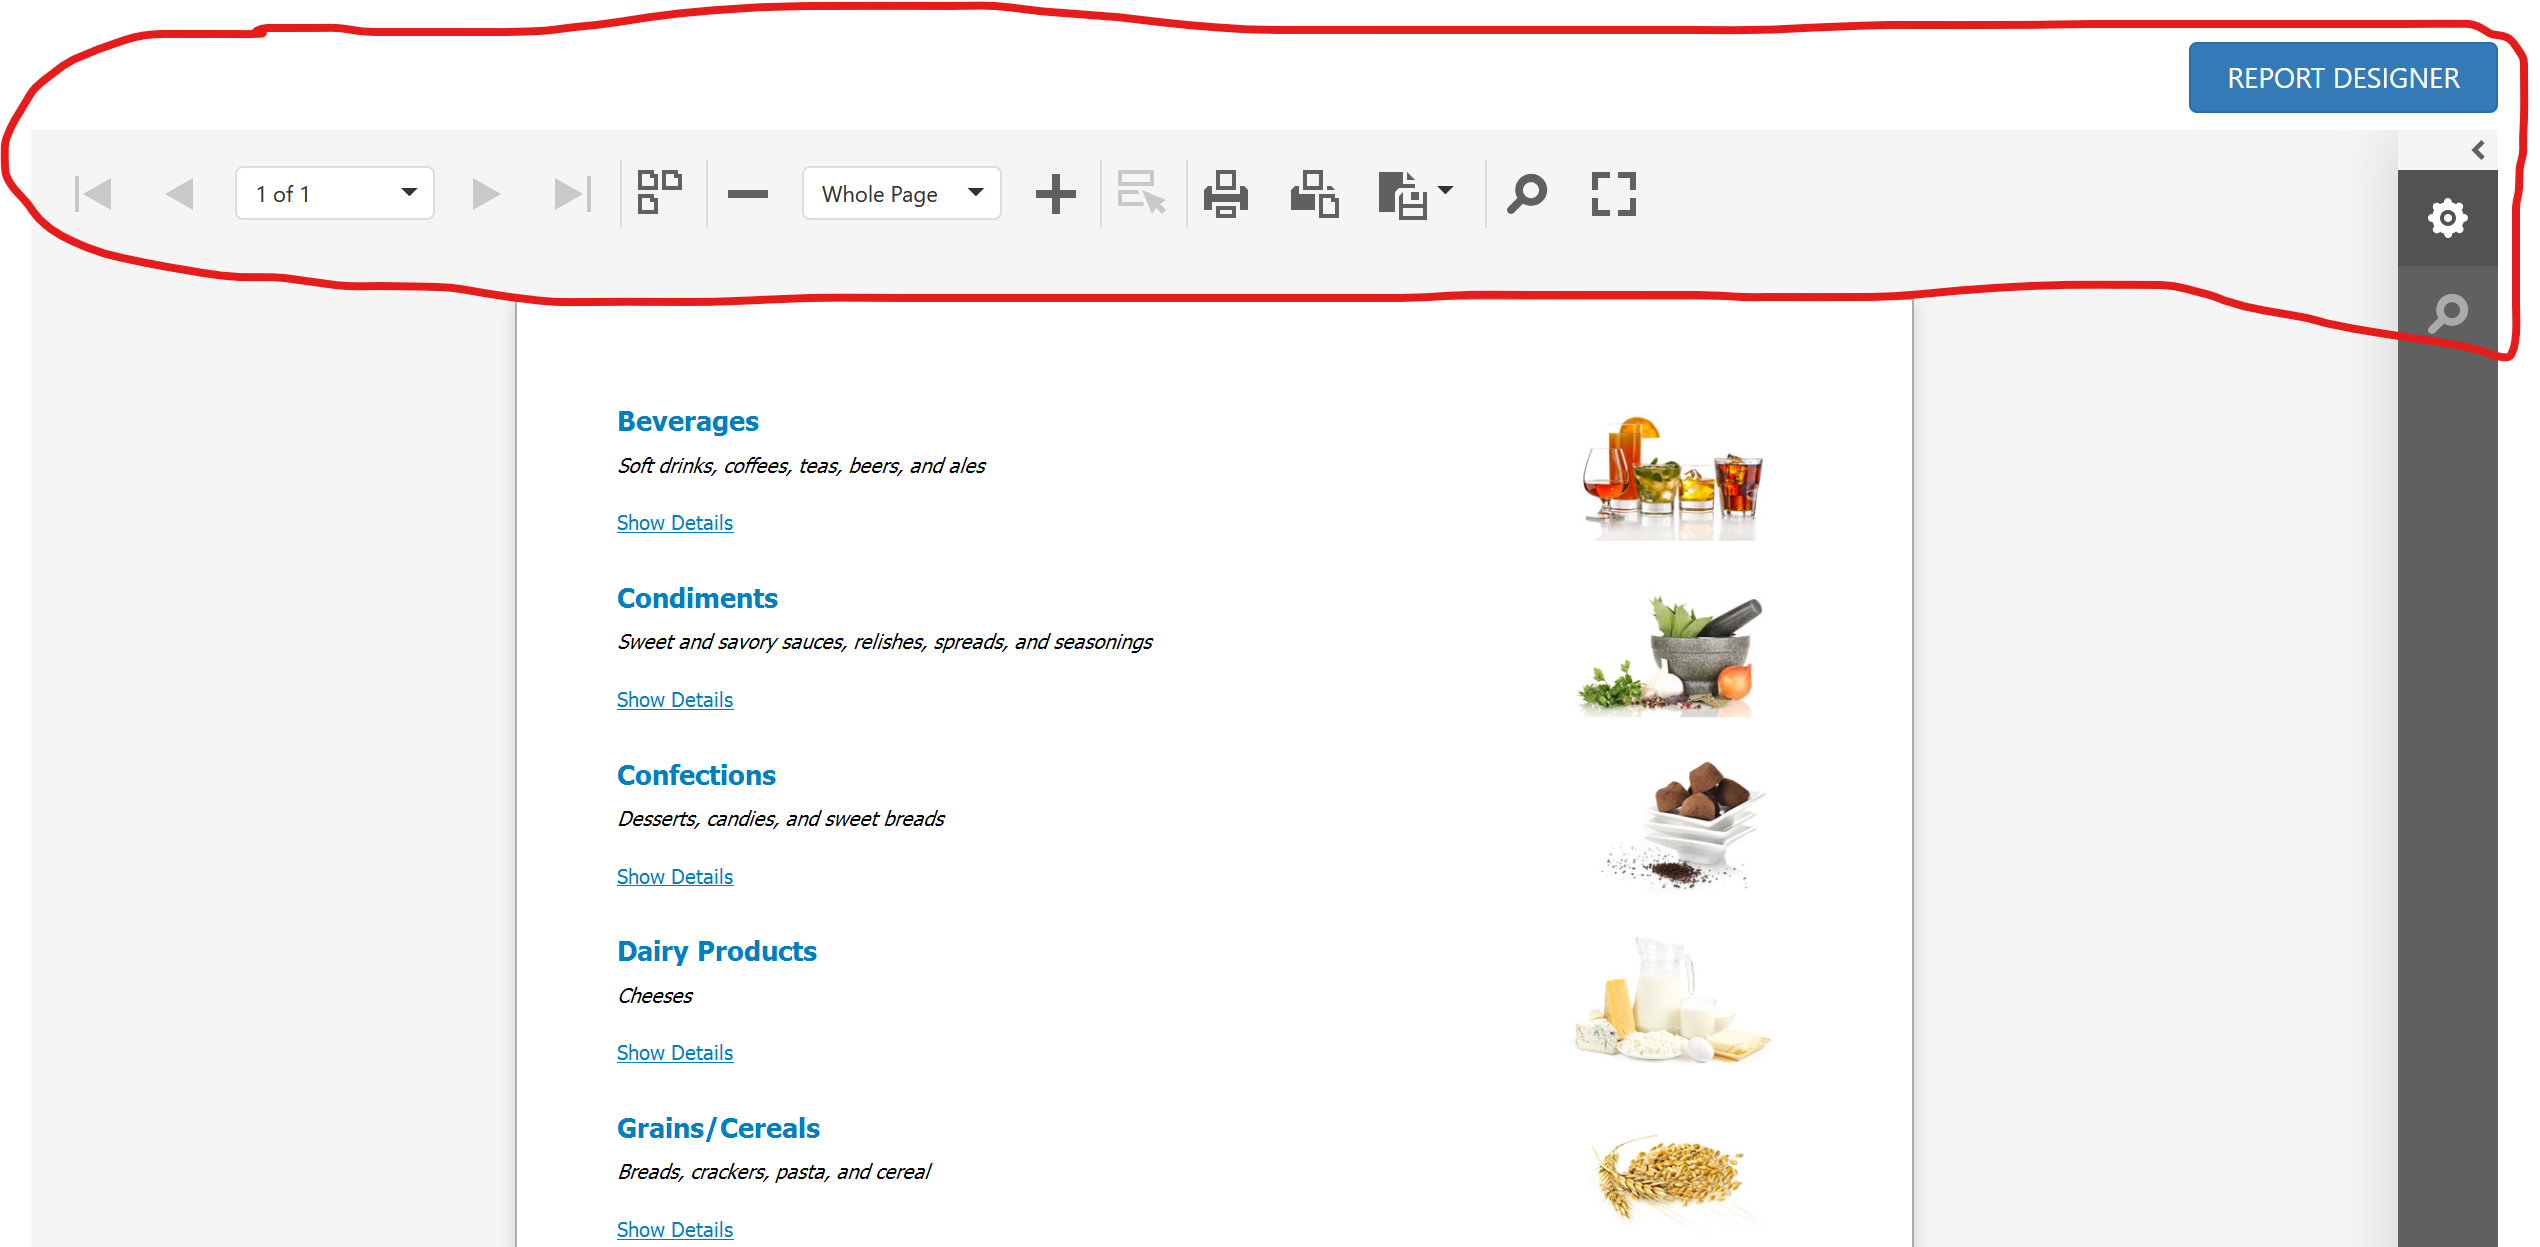 REPORT DESIGNER
1 of 1
Whole Page
Beverages
Soft drinks, coffees, teas, beers, and ales
Show Details
Condiments
Sweet and savory sauces, relishes, spreads, and seasonings
Show Details
Confections
Desserts, candies, and sweet breads
Show Details
Dairy Products
Cheeses
Show Details
Grains/Cereals
Breads, crackers, pasta, and cereal
Show Details